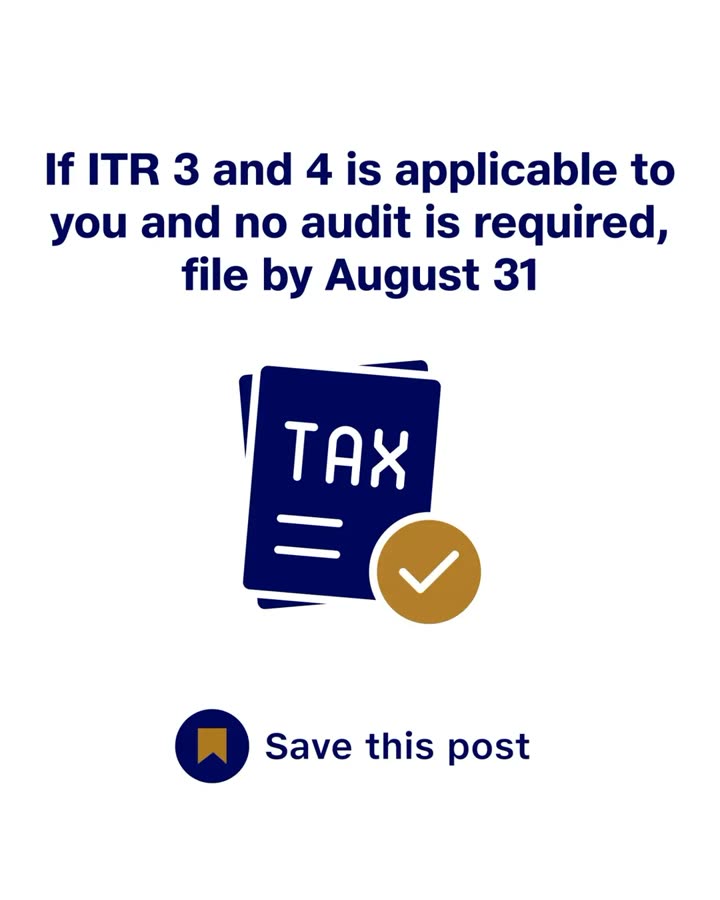 If ITR 3 and 4 is applicable to
you and no audit is required,
file by August 31
TAX
Save this post